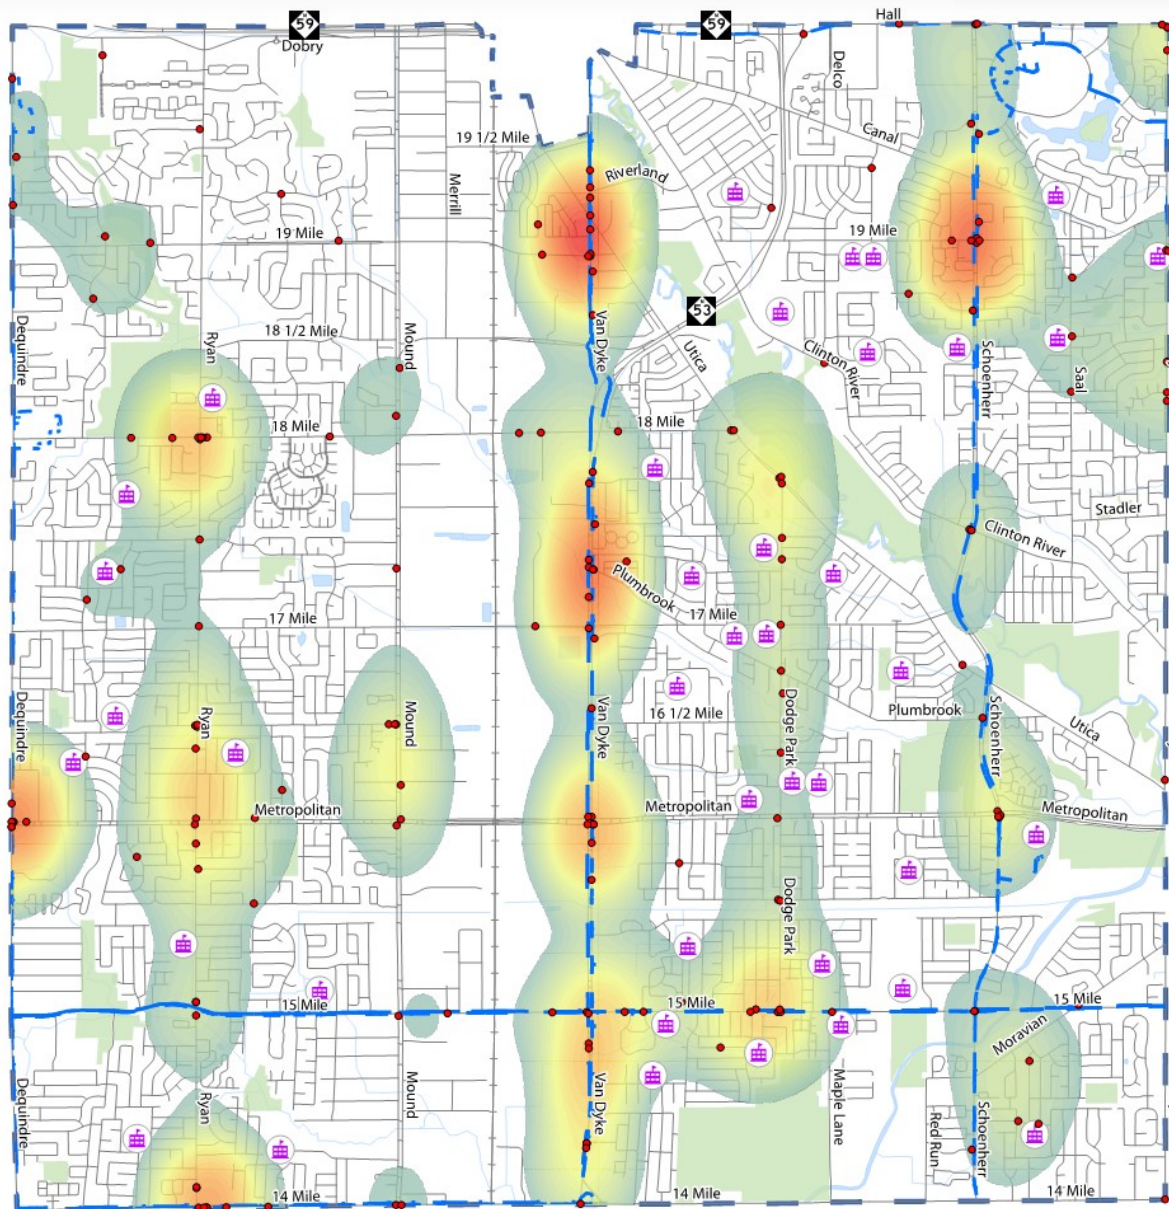 59
59
Hall
Dobry
Delco
Canal
19 1/2 Mile
Riverland
Merrill
19 Mile
19 Mile
53
Dequindre
18 1/2 Mile
Ryan
Mound
Van Dyke
Utica
Clinton River
Schoenherr
Saal
18 Mile
18 Mile
Stadler
Clinton River
Plumbrook
17 Mile
17 Mile
Dequindre
Ryan
Mound
Van Dyke
16 1/2 Mile
Dodge Park
Plumbrook
Schoenherr
Utica
Metropolitan
Metropolitan
Metropolitan
Dodge Park
15 Mile
15 Mile
15 Mile
Moravian
Dequindre
Ryan
Mound
Van Dyke
Maple Lane
Red Run
Schoenherr
14 Mile
14 Mile
14 Mile